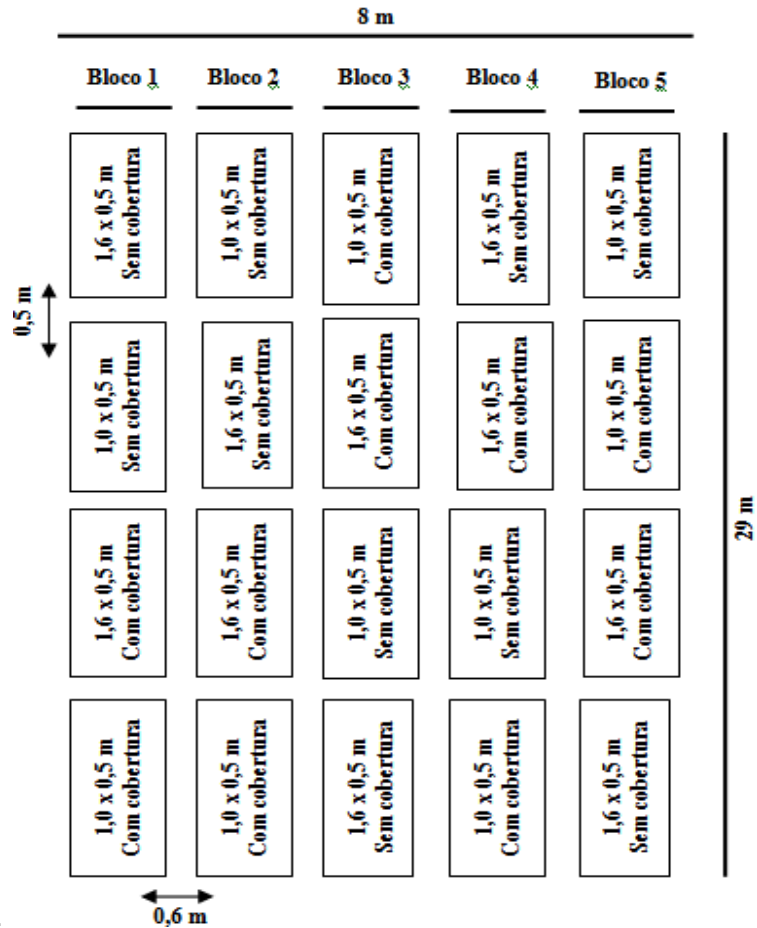 8 m
Bloco 1
Bloco 2
Bloco 3
Bloco 4
Bloco 5
1,6 x 0,5 m
Sem cobertura
1,0 x 0,5 m
Sem cobertura
1,0 x 0,5 m
Com cobertura
1,6 x 0,5 m
Sem cobertura
1,0 x 0,5 m
Sem cobertura
0,5 m
1,0 x 0,5 m
Sem cobertura
1,6 x 0,5 m
Sem cobertura
1,6 x 0,5 m
Com cobertura
1,6 x 0,5 m
Com cobertura
1,0 x 0,5 m
Com cobertura
1,6 x 0,5 m
Com cobertura
1,6 x 0,5 m
Com cobertura
1,0 x 0,5 m
Sem cobertura
1,0 x 0,5 m
Sem cobertura
1,6 x 0,5 m
Com cobertura
29 m
1,0 x 0,5 m
Com cobertura
1,0 x 0,5 m
Com cobertura
1,6 x 0,5 m
Sem cobertura
1,0 x 0,5 m
Com cobertura
1,6 x 0,5 m
Sem cobertura
0,6 m